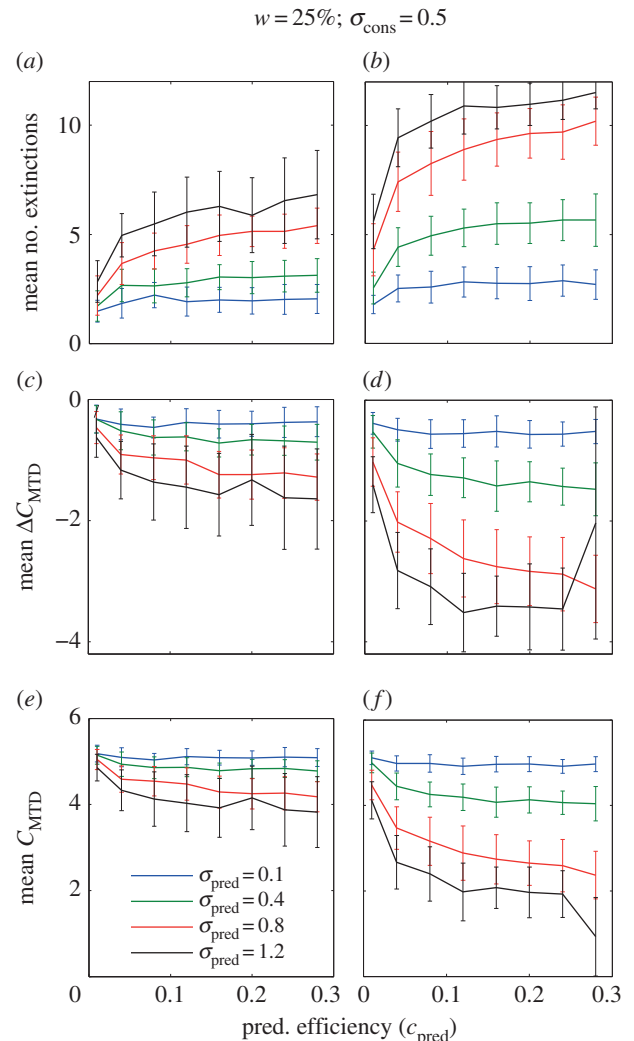 w = 25%; σcons = 0.5
(a)
(b)
mean no. extinctions
10
5
0
(c)
(d)
mean ΔCMTD
−0
−2
−4
(e)
(f)
mean CMTD
6
4
2
σpred = 0.1
σpred = 0.4
σpred = 0.8
σpred = 1.2
0 0.1 0.2 0.3 0 0.1 0.2 0.3
pred. efficiency (cpred)